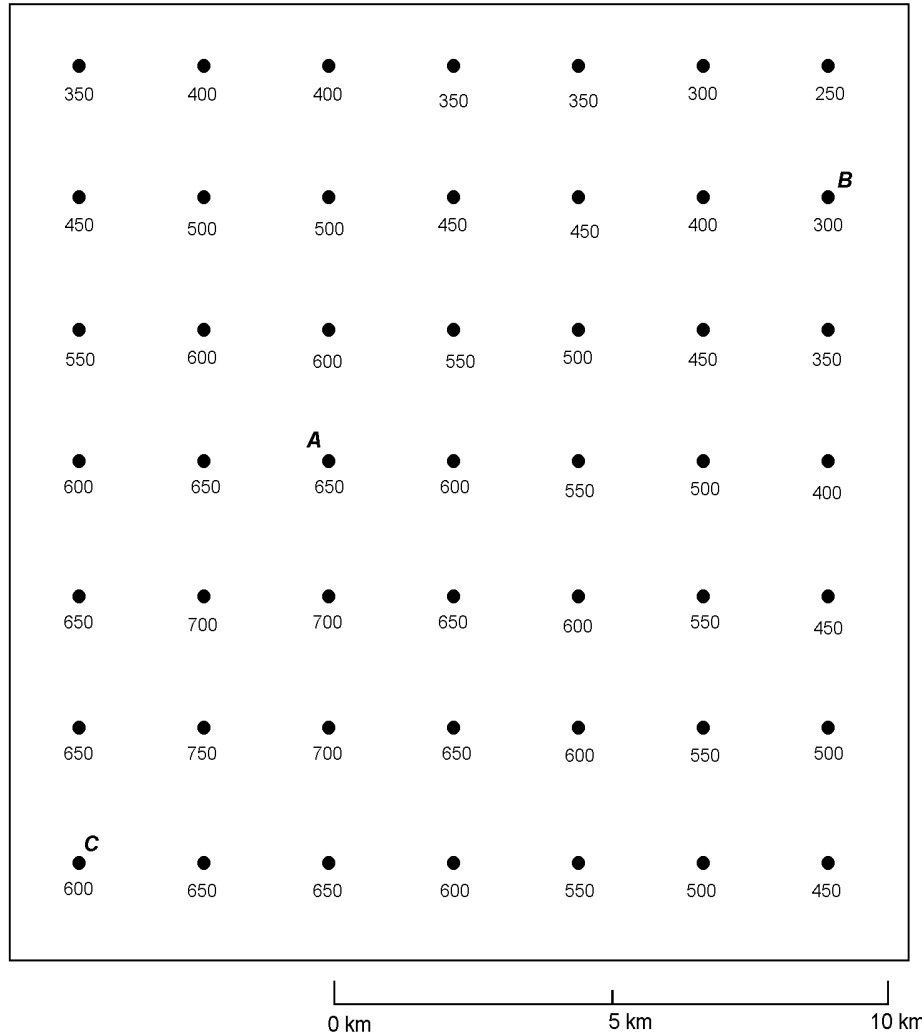 350 400 400 350 350 300 250
B
450 500 500 450 450 400 300
550 600 600 550 500 450 350
A
600 650 650 600 550 500 400
650 700 700 650 600 550 450
650 750 700 650 600 550 500
C
600 650 650 600 550 500 450
0 km 5 km 10 km